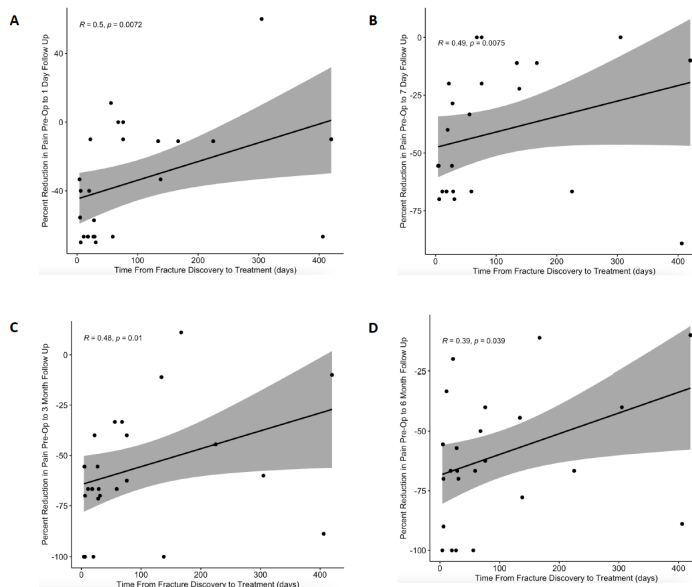 A
R = 0.5, p = 0.0072
Percent Reduction in Pain Pre-Op to 1 Day Follow Up
40
0
-40
0
100
200
300
400
Time From Fracture Discovery to Treatment (days)
B
R = 0.49, p = 0.0075
Percent Reduction in Pain Pre-Op to 7 Day Follow Up
0
-25
-50
-75
0
100
200
300
400
Time From Fracture Discovery to Treatment (days)
C
R = 0.48, p = 0.01
Percent Reduction in Pain Pre-Op to 3 Month Follow Up
0
-25
-50
-75
-100
0
100
200
300
400
Time From Fracture Discovery to Treatment (days)
D
R = 0.39, p = 0.039
Percent Reduction in Pain Pre-Op to 6 Month Follow Up
-25
-50
-75
-100
0
100
200
300
400
Time From Fracture Discovery to Treatment (days)